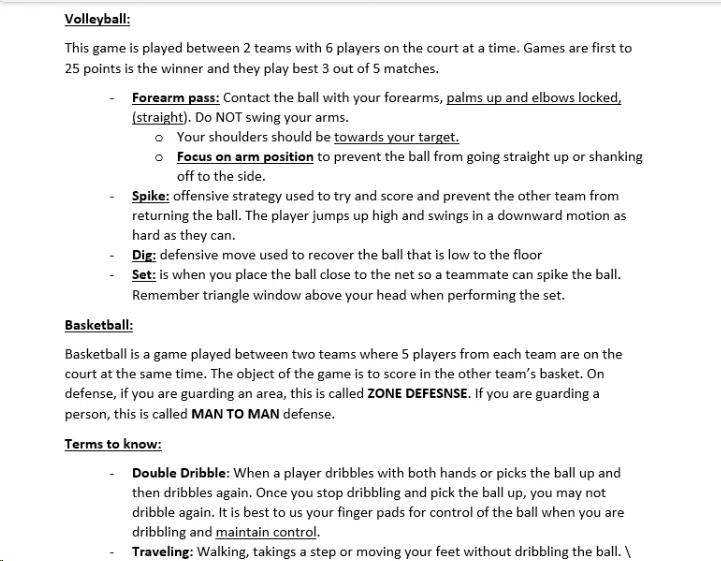 Volleyball:
This game is played between 2 teams with 6 players on the court at a time. Games are first to
25 points is the winner and they play best 3 out of 5 matches.
- Forearm pass: Contact the ball with your forearms, palms up and elbows locked,
(straight). Do NOT swing your arms.
o Your shoulders should be towards your target.
o Focus on arm position to prevent the ball from going straight up or shanking
off to the side.
- Spike: offensive strategy used to try and score and prevent the other team from
returning the ball. The player jumps up high and swings in a downward motion as
hard as they can.
- Dig: defensive move used to recover the ball that is low to the floor
- Set: is when you place the ball close to the net so a teammate can spike the ball.
Remember triangle window above your head when performing the set.
Basketball:
Basketball is a game played between two teams where 5 players from each team are on the
court at the same time. The object of the game is to score in the other team's basket. On
defense, if you are guarding an area, this is called ZONE DEFESNSE. If you are guarding a
person, this is called MAN TO MAN defense.
Terms to know:
- Double Dribble: When a player dribbles with both hands or picks the ball up and
then dribbles again. Once you stop dribbling and pick the ball up, you may not
dribble again. It is best to us your finger pads for control of the ball when you are
dribbling and maintain control.
- Traveling: Walking, takings a step or moving your feet without dribbling the ball. \